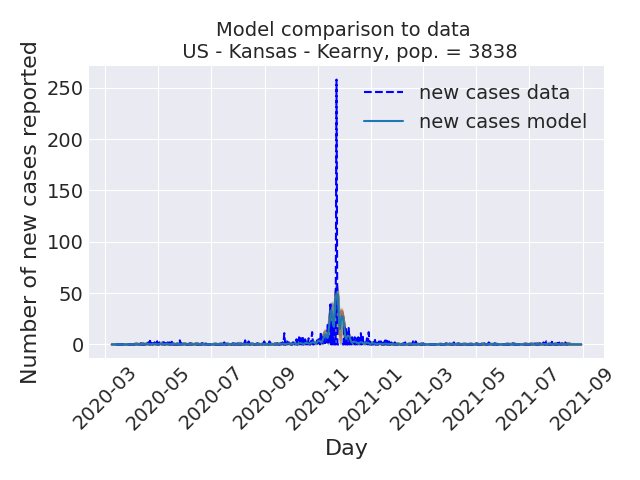 Model comparison to data
US - Kansas - Kearny, pop. = 3838
new cases data
new cases model
Number of new cases reported
250
200
150
100
50
0
2020-03
2020-05
2020-07
2020-09
2020-11
2021-01
2021-03
2021-05
2021-07
2021-09
Day